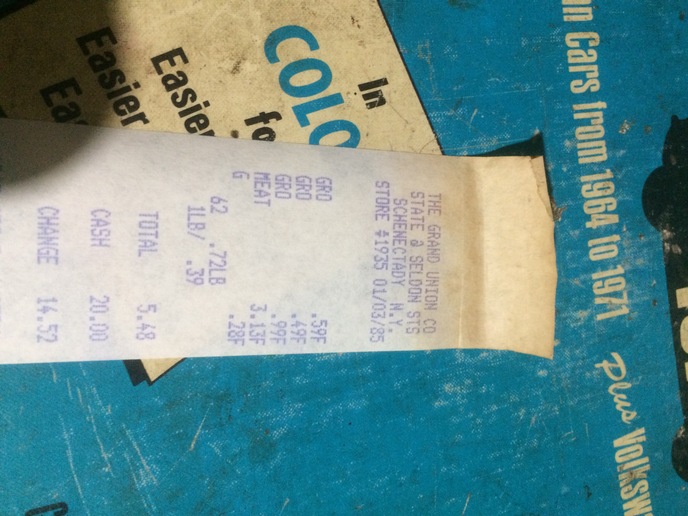 THE GRAND UNION CO
STATE & SELDON STS
SCHENECTADY N.Y.
STORE #1935 01/03/85
GRO .59F
GRO .49F
GRO .99F
MEAT 3.13F
G .28F
62 .72LB
1LB/ .39
TOTAL 5.48
CASH 20.00
CHANGE 14.52
In
COLO
fo
Easier
Easier
Ea
an Cars from 1964 to 1971
Plus VOLKSW